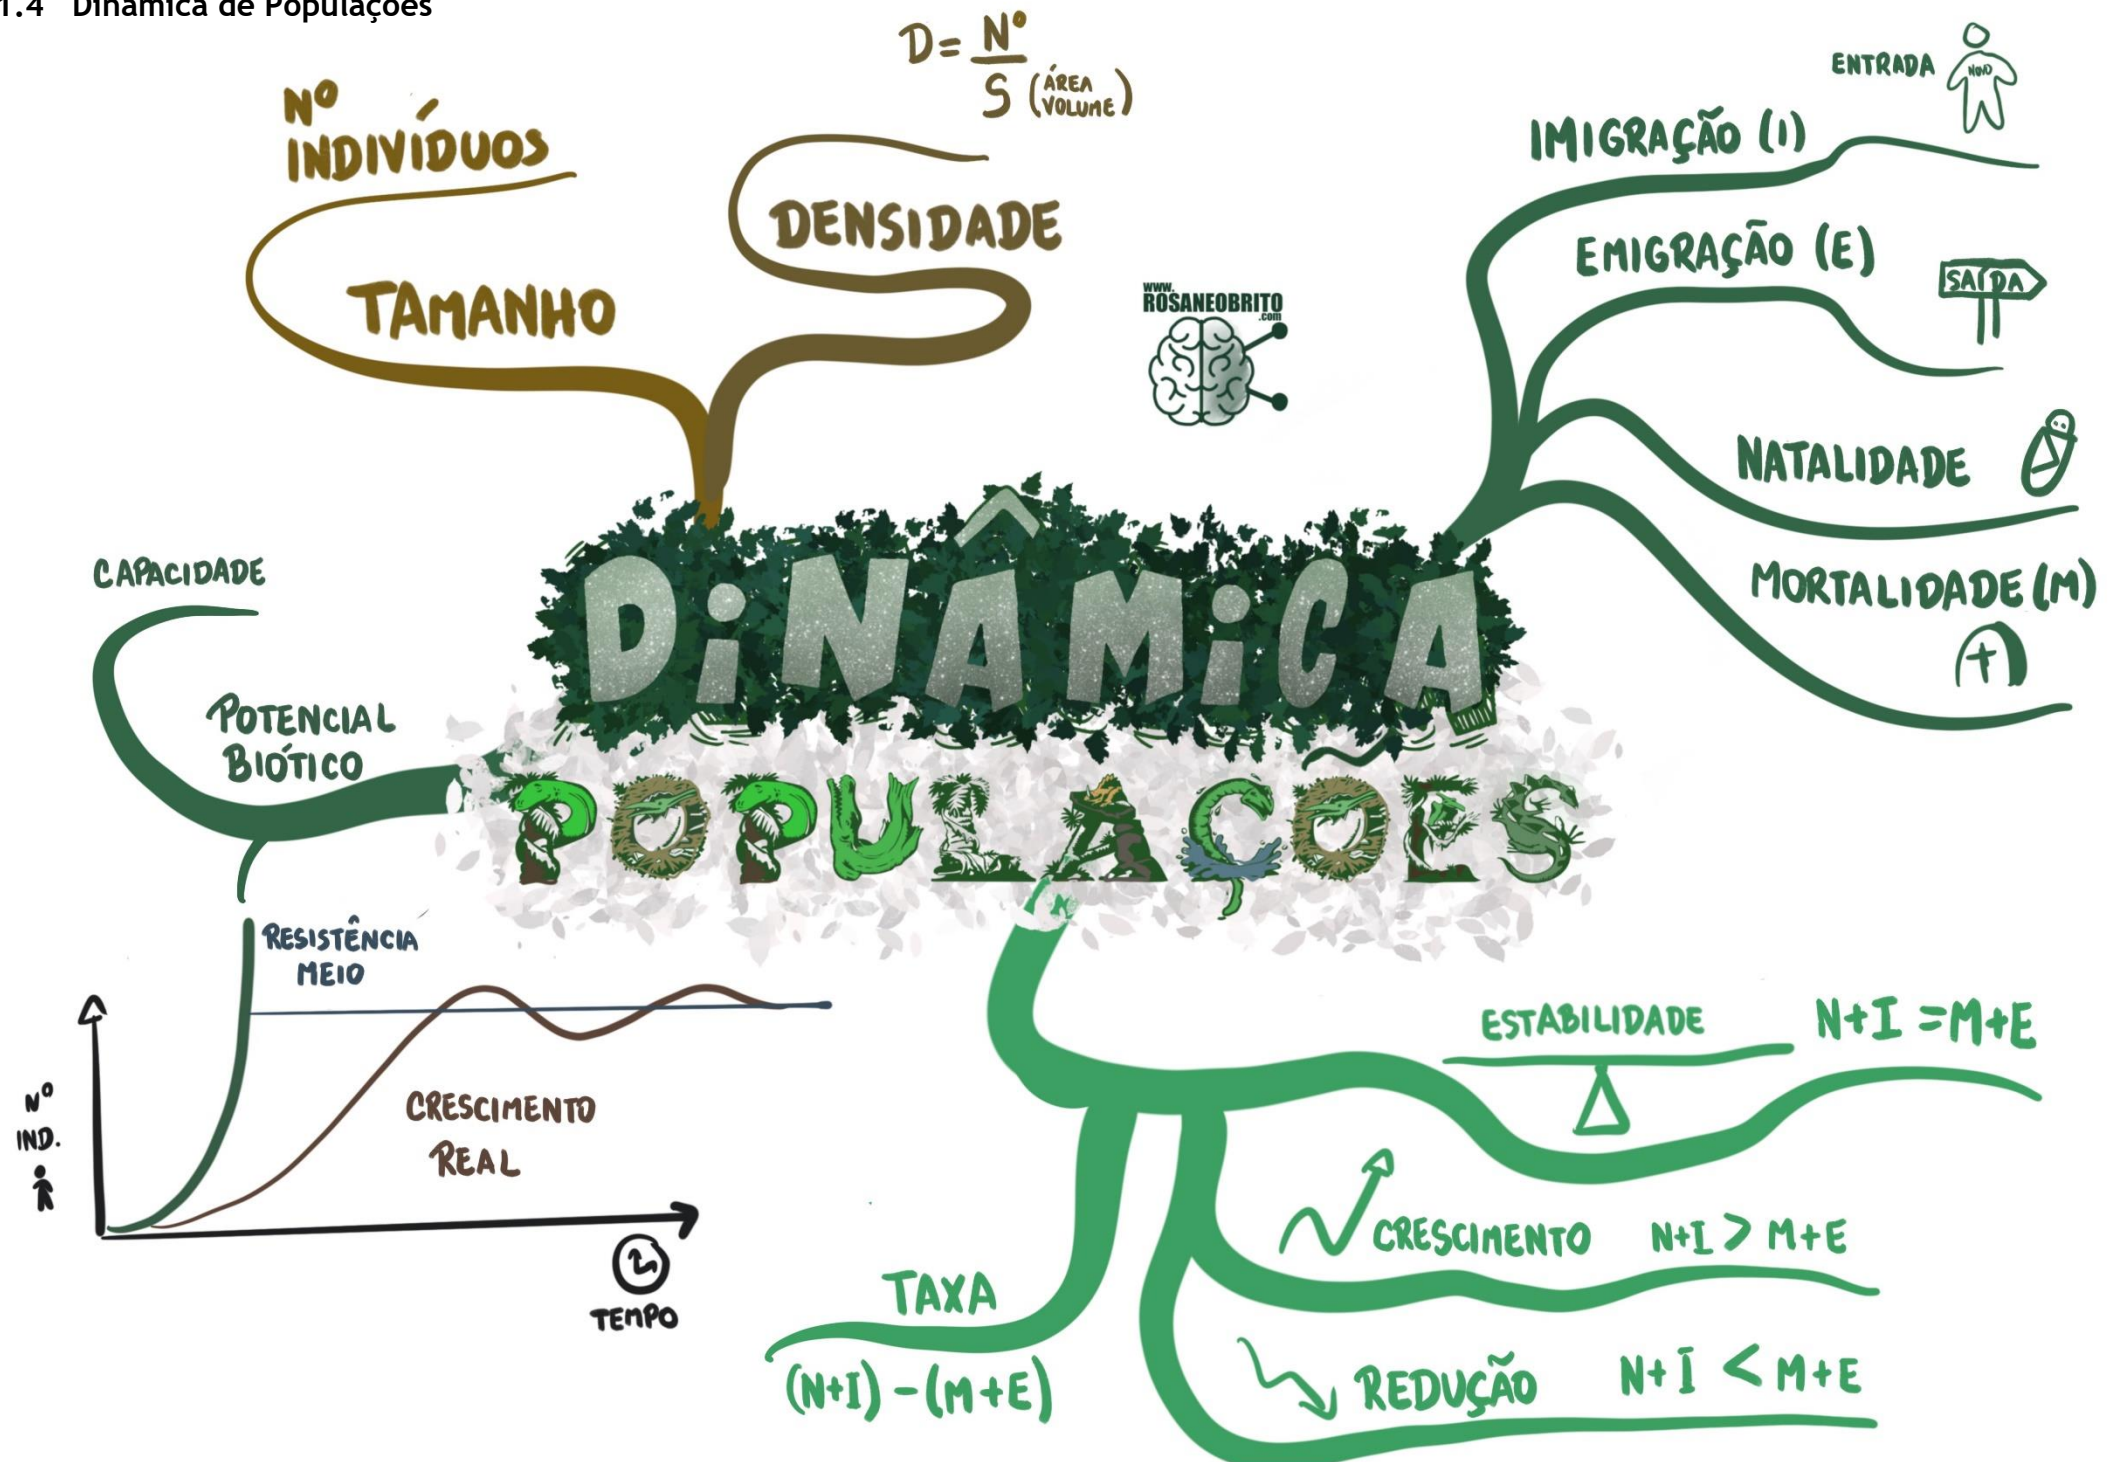 1.4 Dinâmica de Populações
D = Nº
S (ÁREA
VOLUME)
Nº
INDIVÍDUOS
TAMANHO
DENSIDADE
WWW.
ROSANEOBRITO
.com
ENTRADA
NOVO
IMIGRAÇÃO (I)
EMIGRAÇÃO (E)
SAÍDA
NATALIDADE
MORTALIDADE (M)
CAPACIDADE
POTENCIAL
BIÓTICO
DiNÂMiCA
POPULAÇÕES
RESISTÊNCIA
MEIO
CRESCIMENTO
REAL
Nº
IND.
TEMPO
ESTABILIDADE N+I = M+E
CRESCIMENTO N+I > M+E
TAXA
(N+I) - (M+E)
REDUÇÃO N+I < M+E